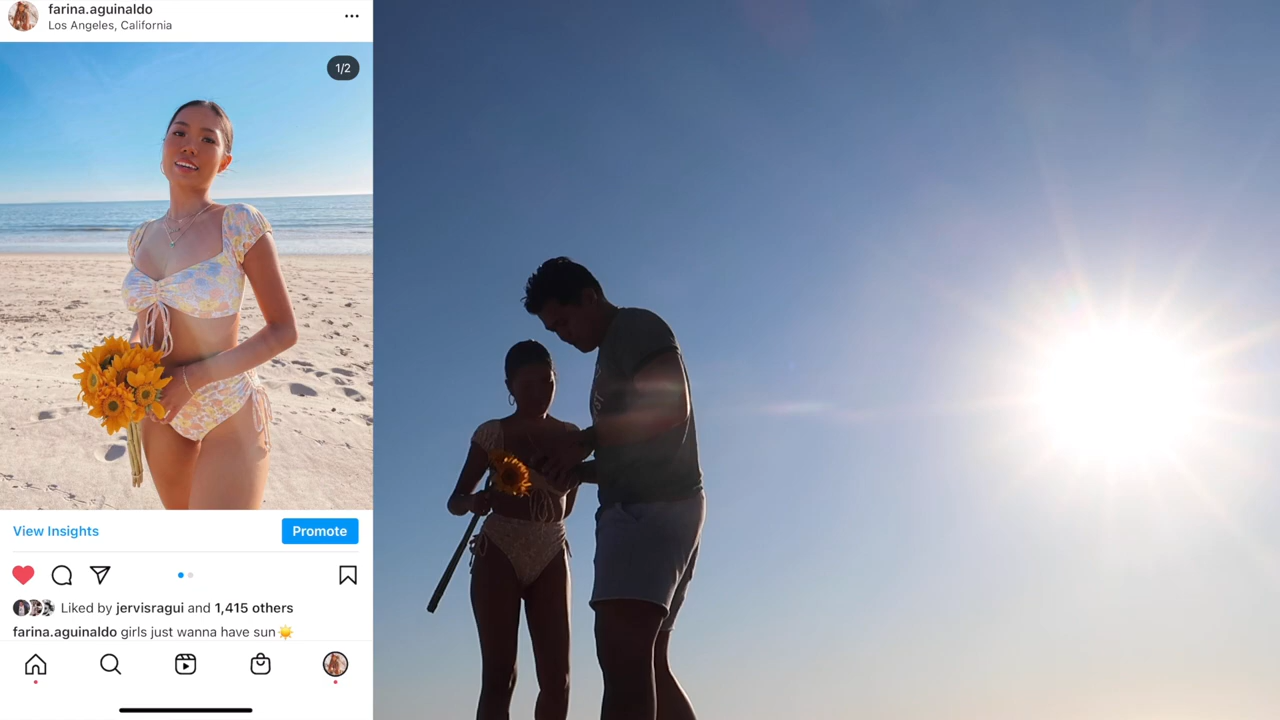 farina.aguinaldo
Los Angeles, California
1/2
View Insights
Promote
Liked by jervisragui and 1,415 others
farina.aguinaldo girls just wanna have sun☀️